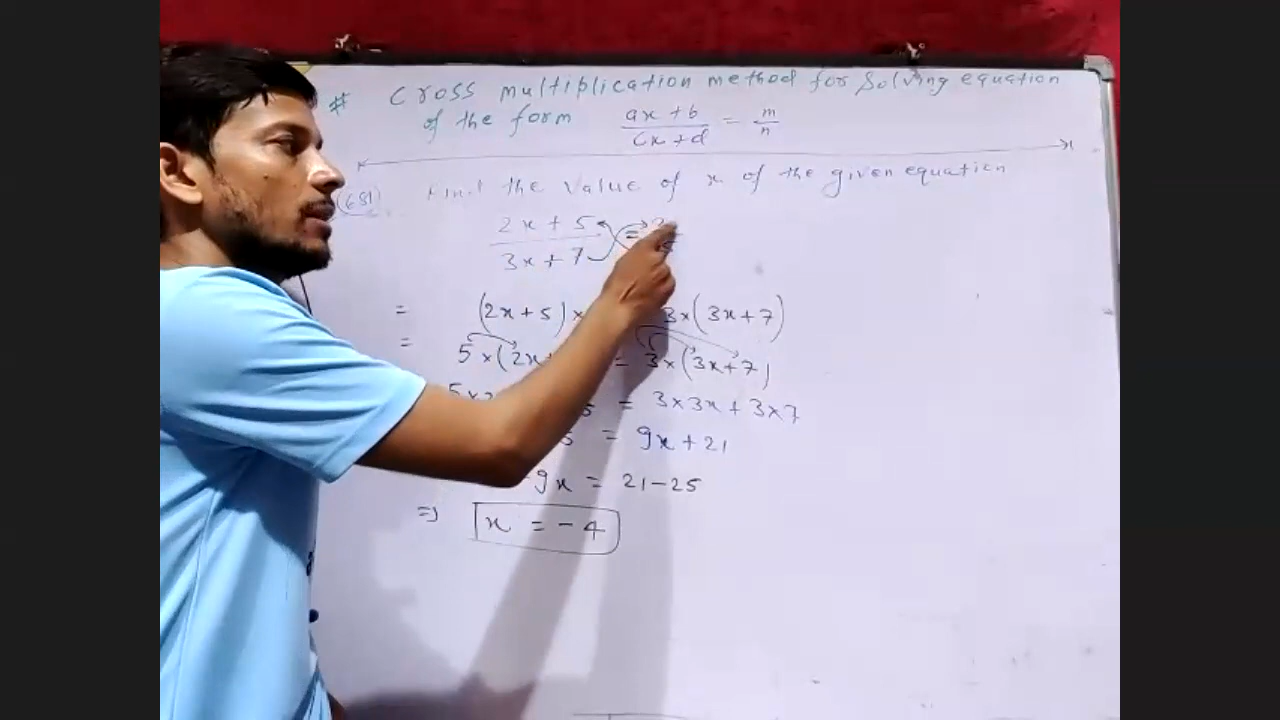 # Cross multiplication method for Solving equation
of the form ax + b / cx + d = m / n
(681) Find the value of x of the given equation
2x + 5 / 3x + 7 =
= (2x + 5) × 3 × (3x + 7)
= 5 × (2x = 3 × (3x + 7)
5 × = 3 × 3x + 3 × 7
= 9x + 21
- 9x = 21 - 25
⇒ x = - 4